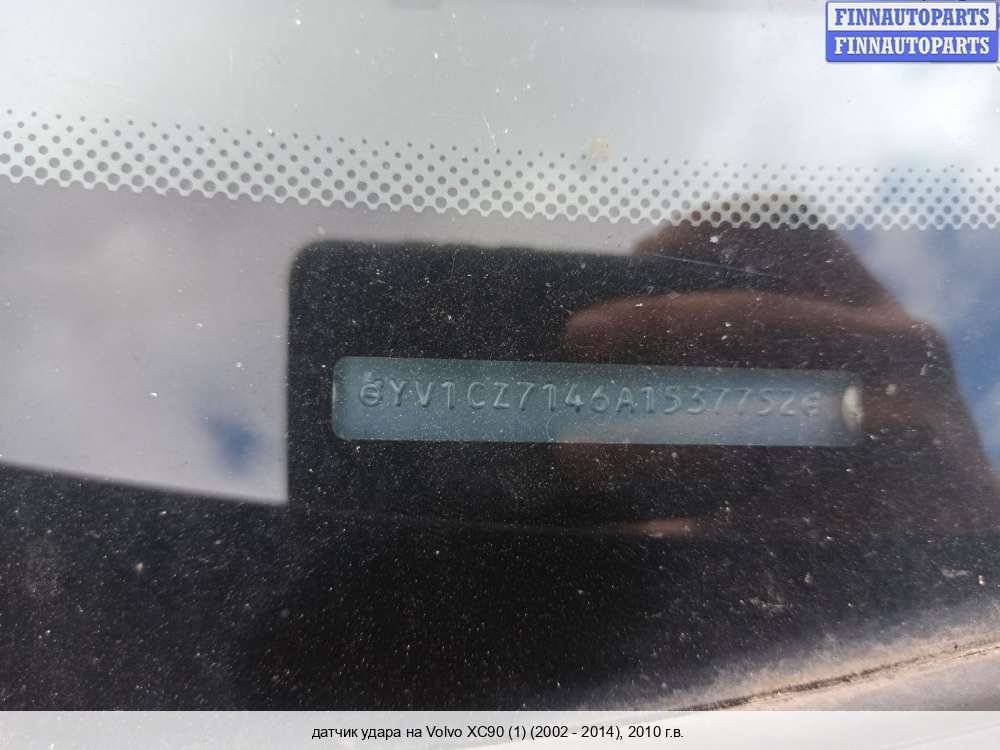 FINNAUTOPARTS
FINNAUTOPARTS
YV1CZ7146A1537752
датчик удара на Volvo XC90 (1) (2002 - 2014), 2010 г.в.